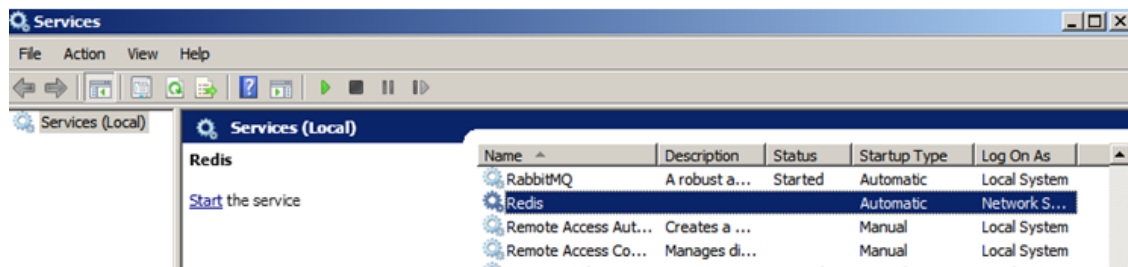 Services
File Action View Help
Services (Local)
Services (Local)
Redis
Start the service
Name Description Status Startup Type Log On As
RabbitMQ A robust a... Started Automatic Local System
Redis Automatic Network S...
Remote Access Aut... Creates a ... Manual Local System
Remote Access Co... Manages di... Manual Local System